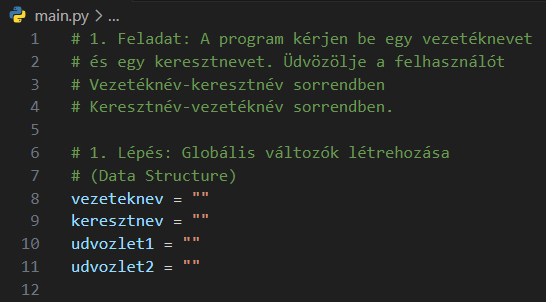 main.py > ...
1 # 1. Feladat: A program kérjen be egy vezetéknevet
2 # és egy keresztnevet. Üdvözölje a felhasználót
3 # Vezetéknév-keresztnév sorrendben
4 # Keresztnév-vezetéknév sorrendben.
5
6 # 1. Lépés: Globális változók létrehozása
7 # (Data Structure)
8 vezeteknev = ""
9 keresztnev = ""
10 udvozlet1 = ""
11 udvozlet2 = ""
12